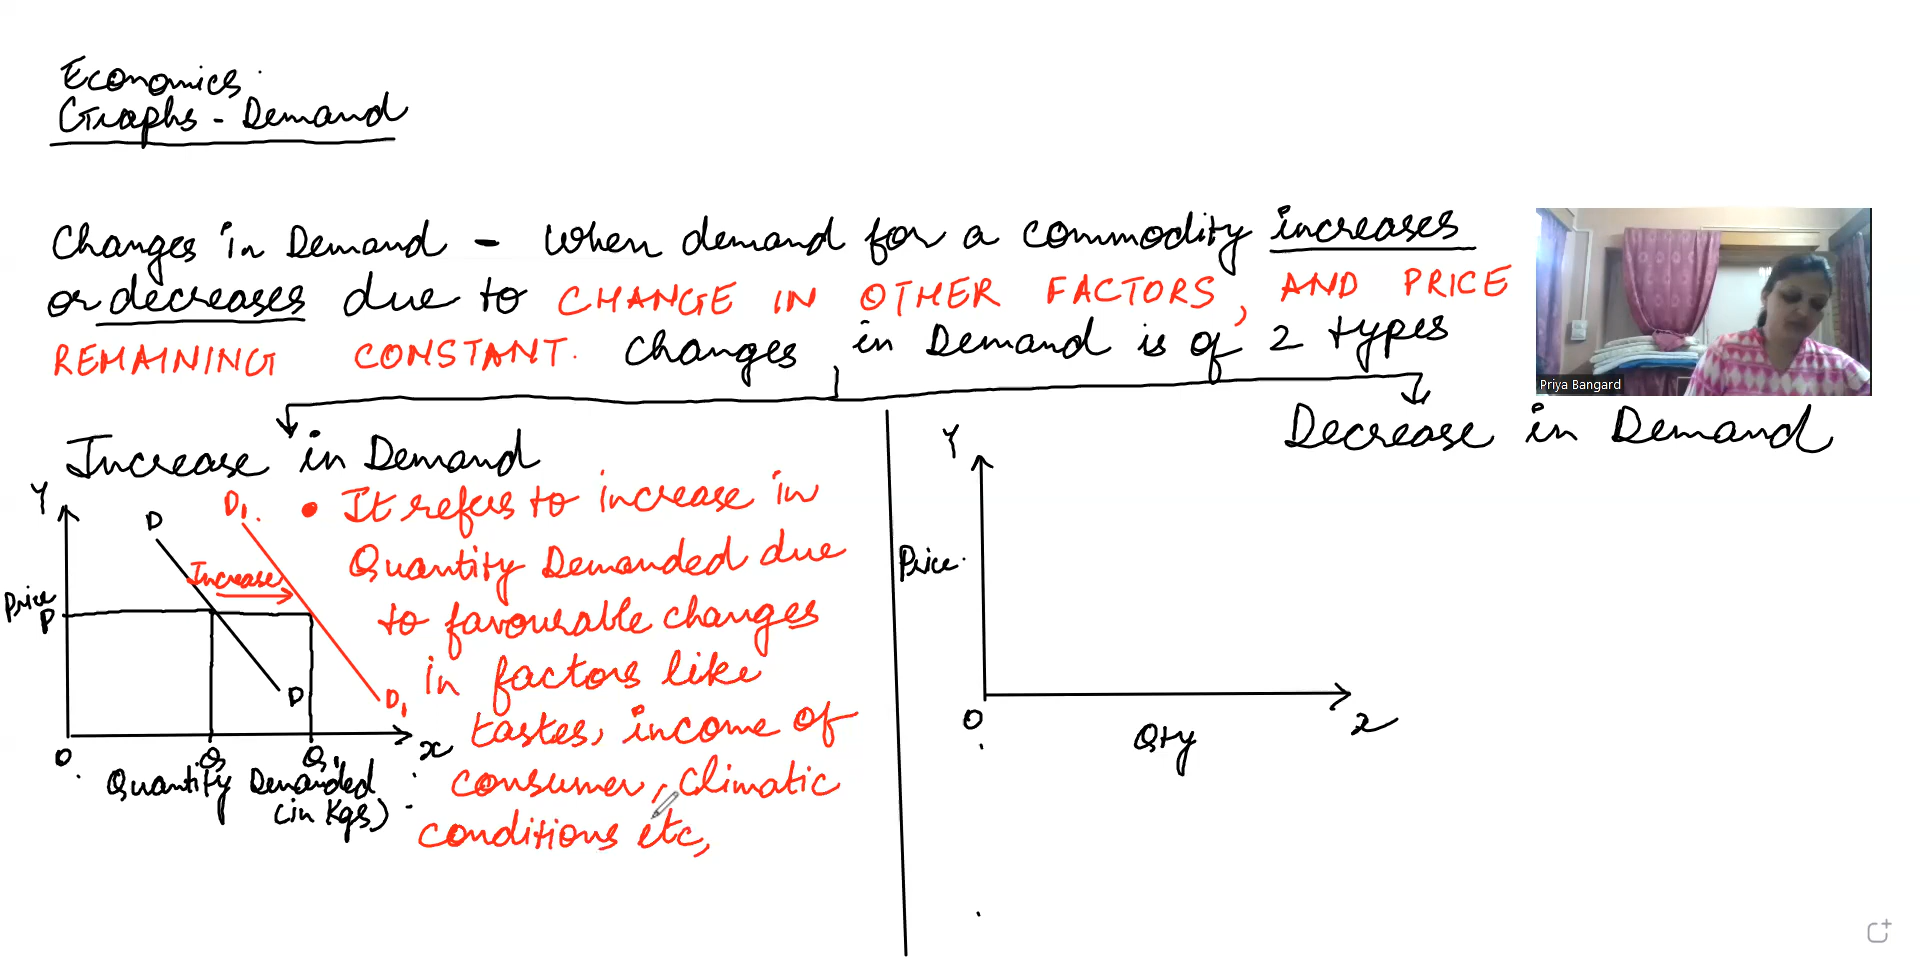 Economics
Graphs - Demand
Changes in Demand - When demand for a commodity increases
or decreases due to CHANGE IN OTHER FACTORS, AND PRICE
REMAINING CONSTANT. Changes in Demand is of 2 types
Priya Bangard
Increase in Demand
Y
D
D1
Increase
Price
P
D
D1
O
Q
Q1
x
Quantity Demanded
(in Kgs)
• It refers to increase in
Quantity Demanded due
to favourable changes
in factors like
tastes, income of
consumer, climatic
conditions etc,
Decrease in Demand
Y
Price
O
Qty
x